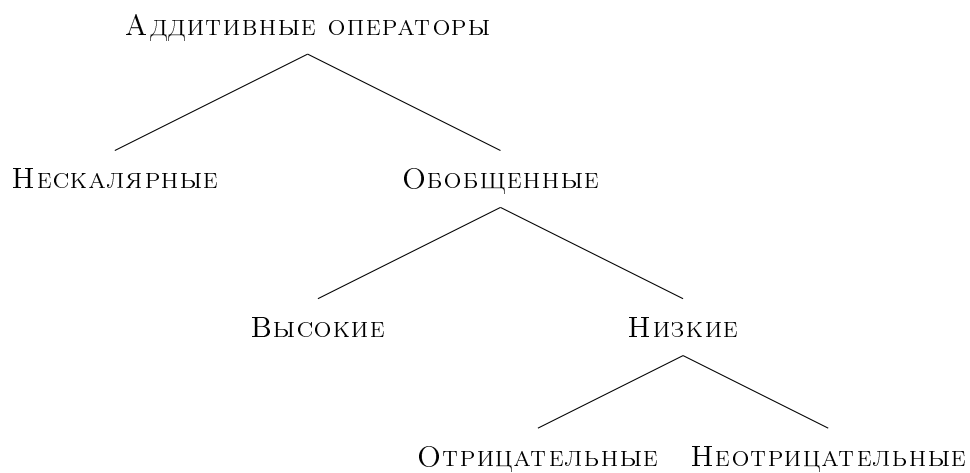 Аддитивные операторы
Нескалярные Обобщенные
Высокие Низкие
Отрицательные Неотрицательные